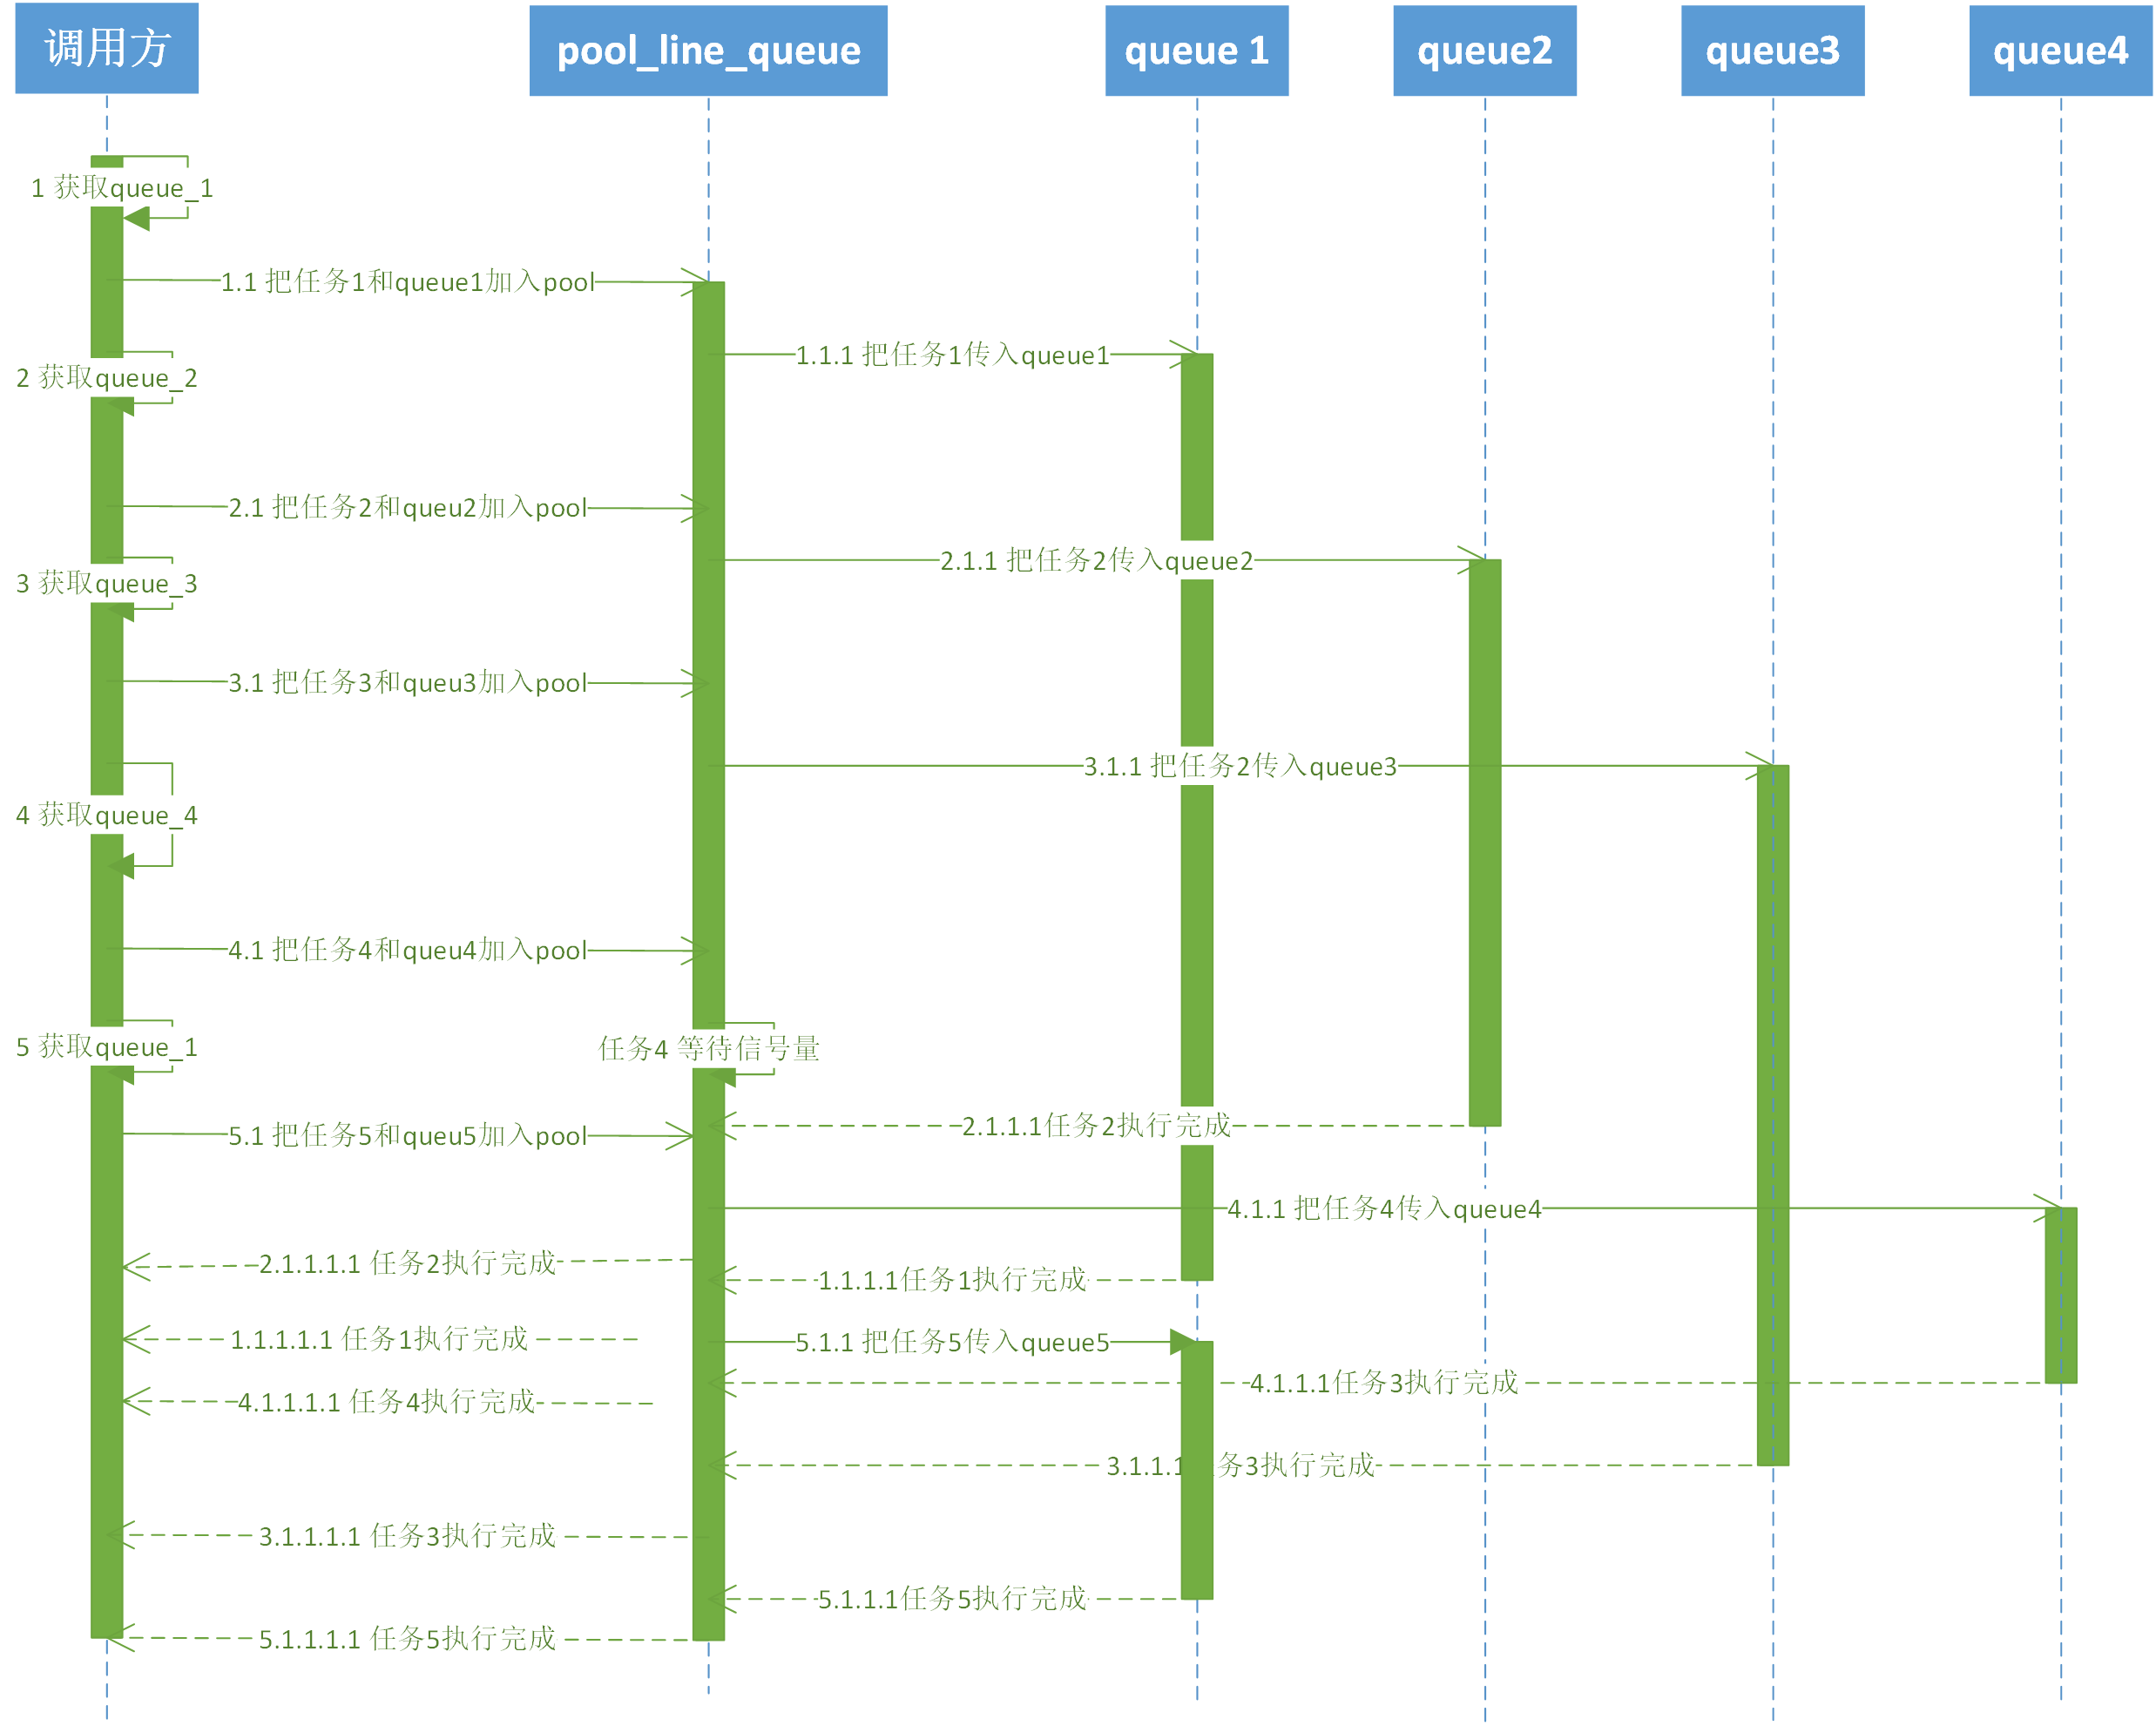 调用方
pool_line_queue
queue 1
queue2
queue3
queue4
1 获取queue_1
1.1 把任务1和queue1加入pool
1.1.1 把任务1传入queue1
2 获取queue_2
2.1 把任务2和queu2加入pool
2.1.1 把任务2传入queue2
3 获取queue_3
3.1 把任务3和queu3加入pool
3.1.1 把任务2传入queue3
4 获取queue_4
4.1 把任务4和queu4加入pool
5 获取queue_1
任务4 等待信号量
2.1.1.1任务2执行完成
5.1 把任务5和queu5加入pool
4.1.1 把任务4传入queue4
2.1.1.1.1 任务2执行完成
1.1.1.1任务1执行完成
1.1.1.1.1 任务1执行完成
5.1.1 把任务5传入queue5
4.1.1.1任务3执行完成
4.1.1.1.1 任务4执行完成
3.1.1.1任务3执行完成
3.1.1.1.1 任务3执行完成
5.1.1.1任务5执行完成
5.1.1.1.1 任务5执行完成